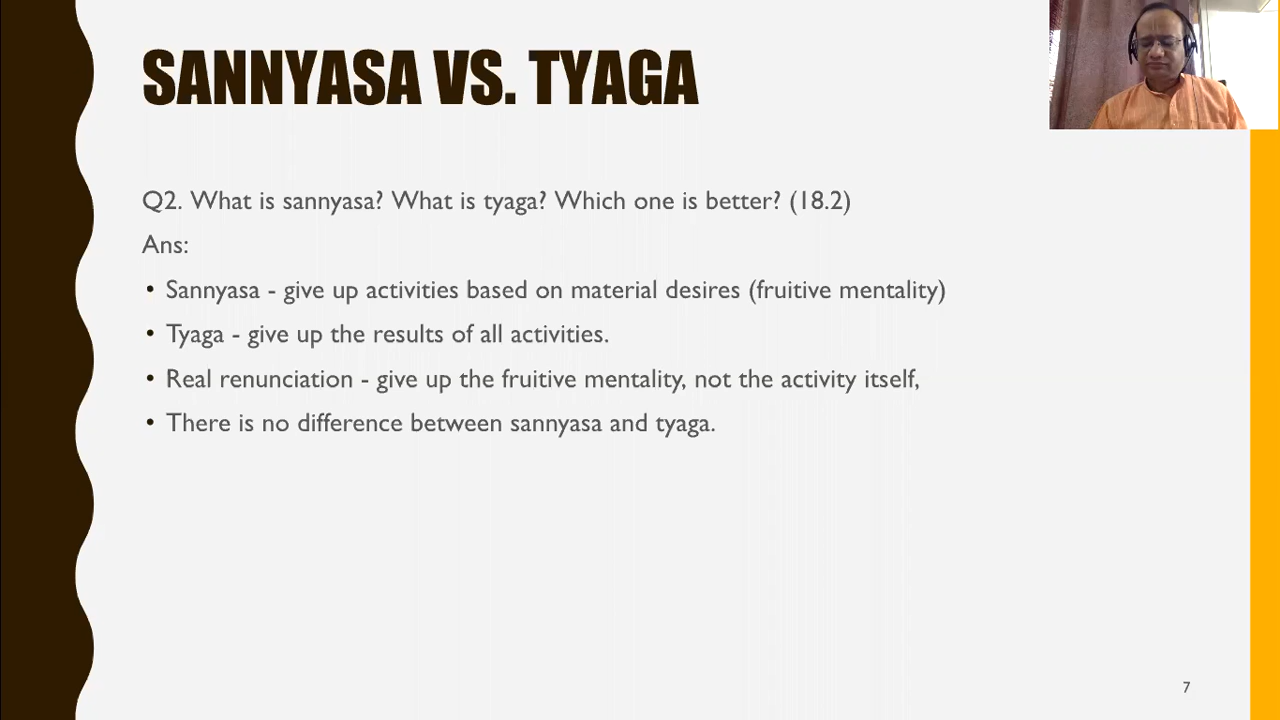 SANNYASA VS. TYAGA
Q2. What is sannyasa? What is tyaga? Which one is better? (18.2)
Ans:
• Sannyasa - give up activities based on material desires (fruitive mentality)
• Tyaga - give up the results of all activities.
• Real renunciation - give up the fruitive mentality, not the activity itself,
• There is no difference between sannyasa and tyaga.
7